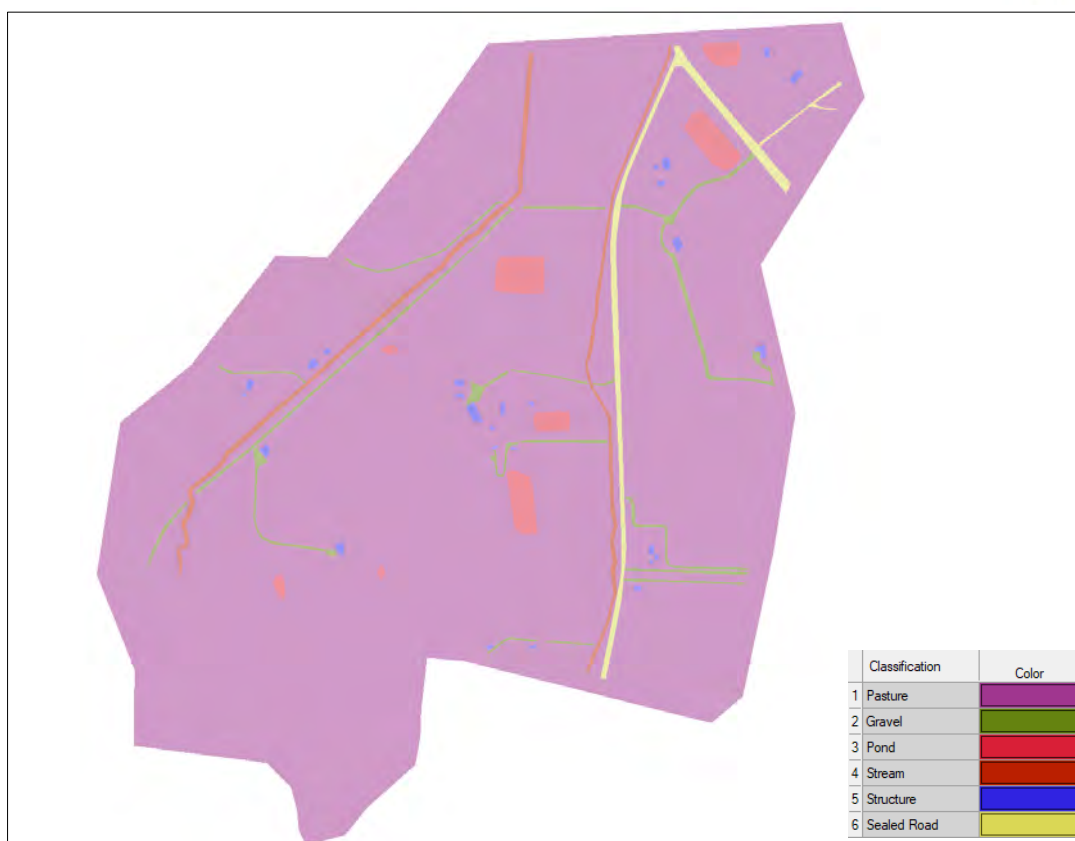 Classification Color
1 Pasture
2 Gravel
3 Pond
4 Stream
5 Structure
6 Sealed Road